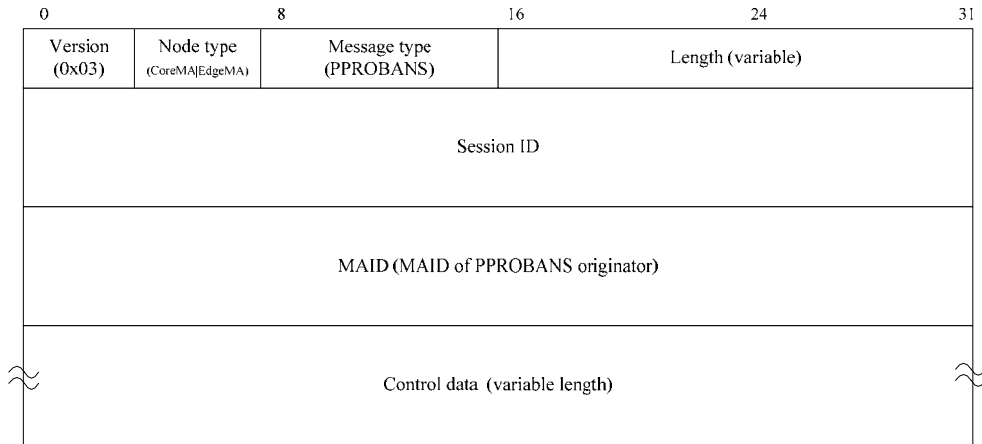 0 8 16 24 31
Version Node type Message type Length (variable)
(0x03) (CoreMA|EdgeMA) (PPROBANS)
Session ID
MAID (MAID of PPROBANS originator)
Control data (variable length)